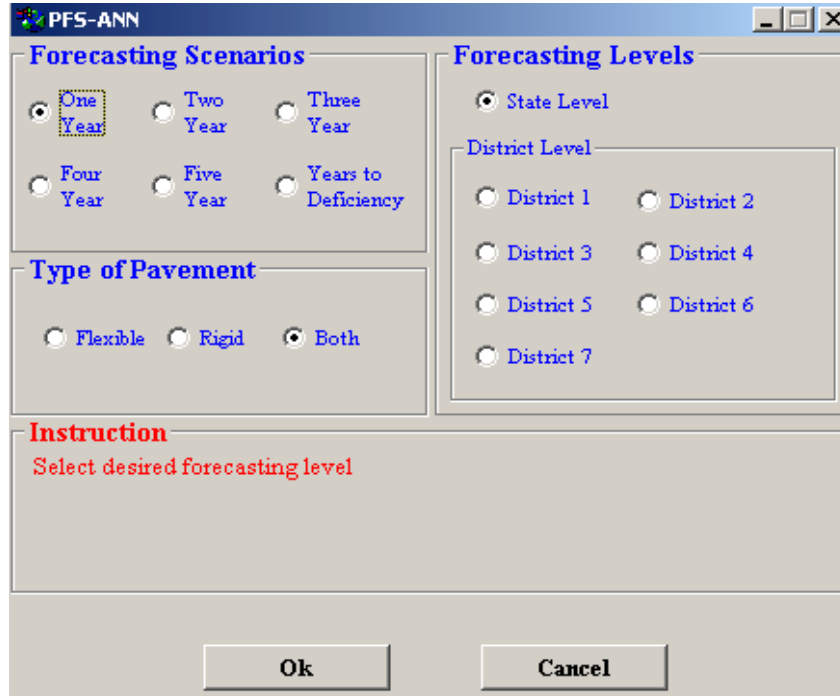 PFS-ANN
Forecasting Scenarios
One Year
Two Year
Three Year
Four Year
Five Year
Years to Deficiency
Type of Pavement
Flexible
Rigid
Both
Forecasting Levels
State Level
District Level
District 1
District 2
District 3
District 4
District 5
District 6
District 7
Instruction
Select desired forecasting level
Ok
Cancel